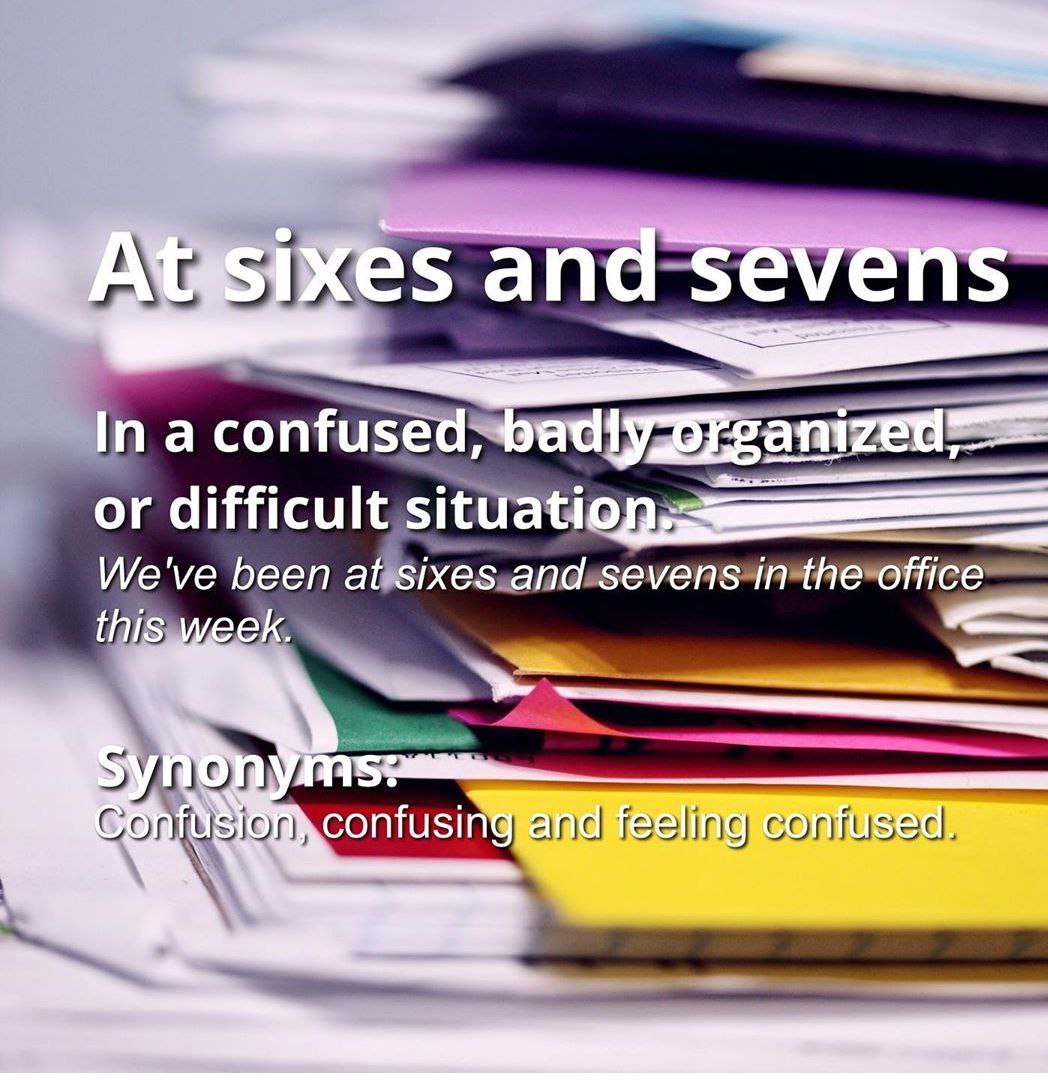 At sixes and sevens
In a confused, badly organized,
or difficult situation.
We've been at sixes and sevens in the office
this week.
Synonyms:
Confusion, confusing and feeling confused.